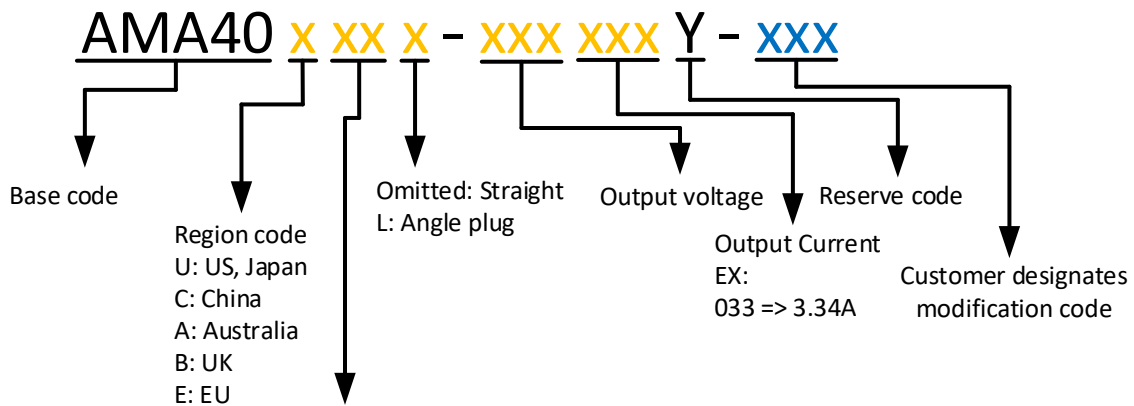 AMA40 x xx x - xxx xxx Y - xxx
Base code
Region code
U: US, Japan
C: China
A: Australia
B: UK
E: EU
Omitted: Straight
L: Angle plug
Output voltage
Output Current
EX:
033 => 3.34A
Reserve code
Customer designates
modification code